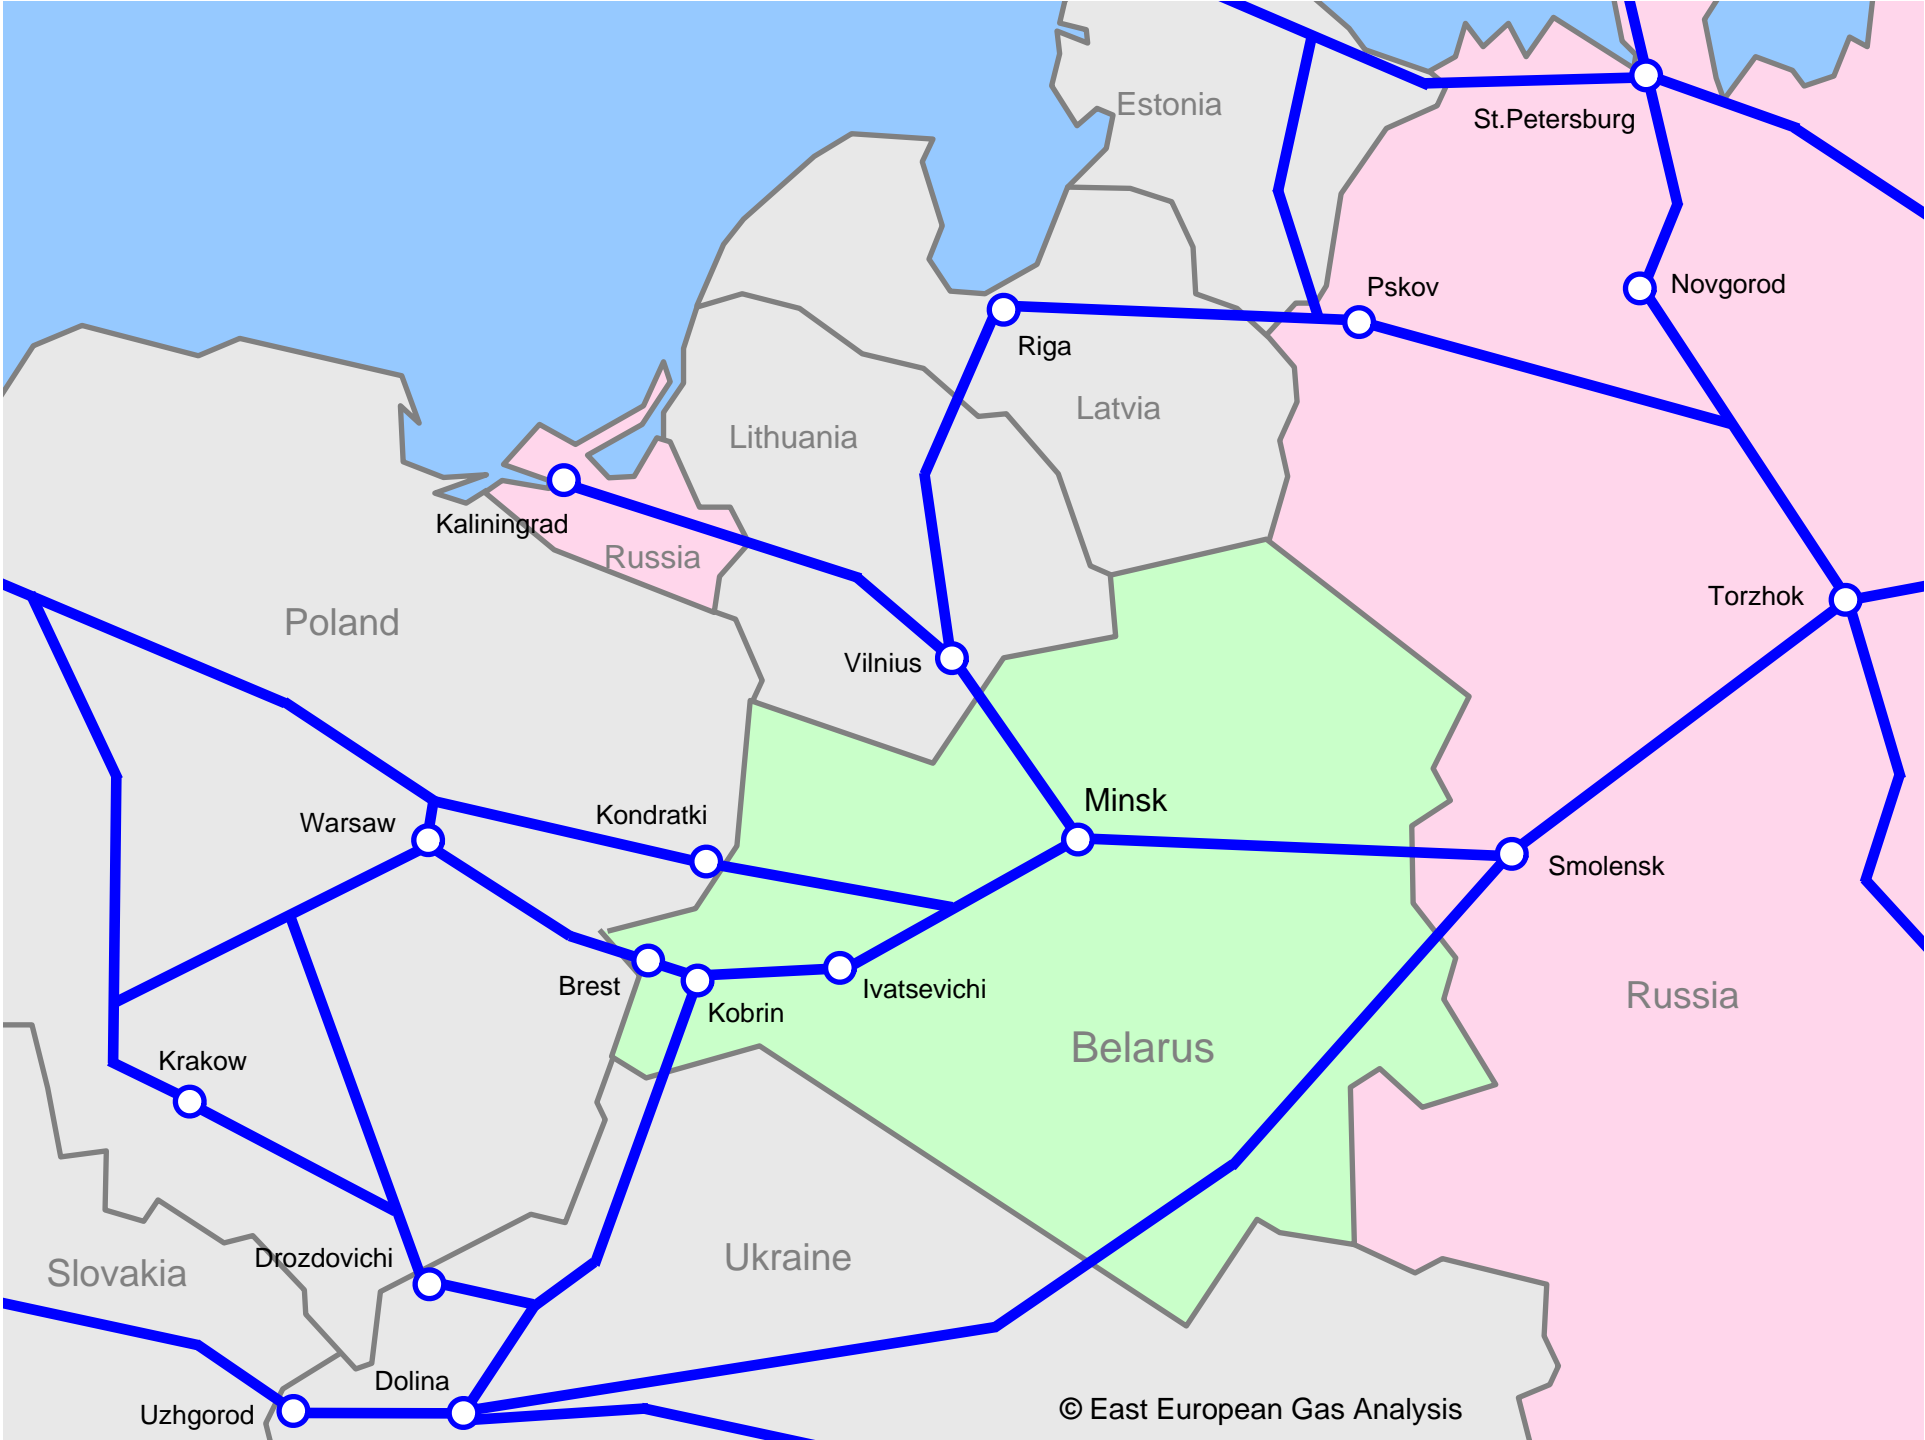 Estonia
St.Petersburg
Pskov
Novgorod
Riga
Latvia
Lithuania
Kaliningrad
Russia
Torzhok
Poland
Vilnius
Minsk
Kondratki
Warsaw
Smolensk
Brest
Ivatsevichi
Kobrin
Russia
Belarus
Krakow
Drozdovichi
Ukraine
Slovakia
Dolina
Uzhgorod
© East European Gas Analysis